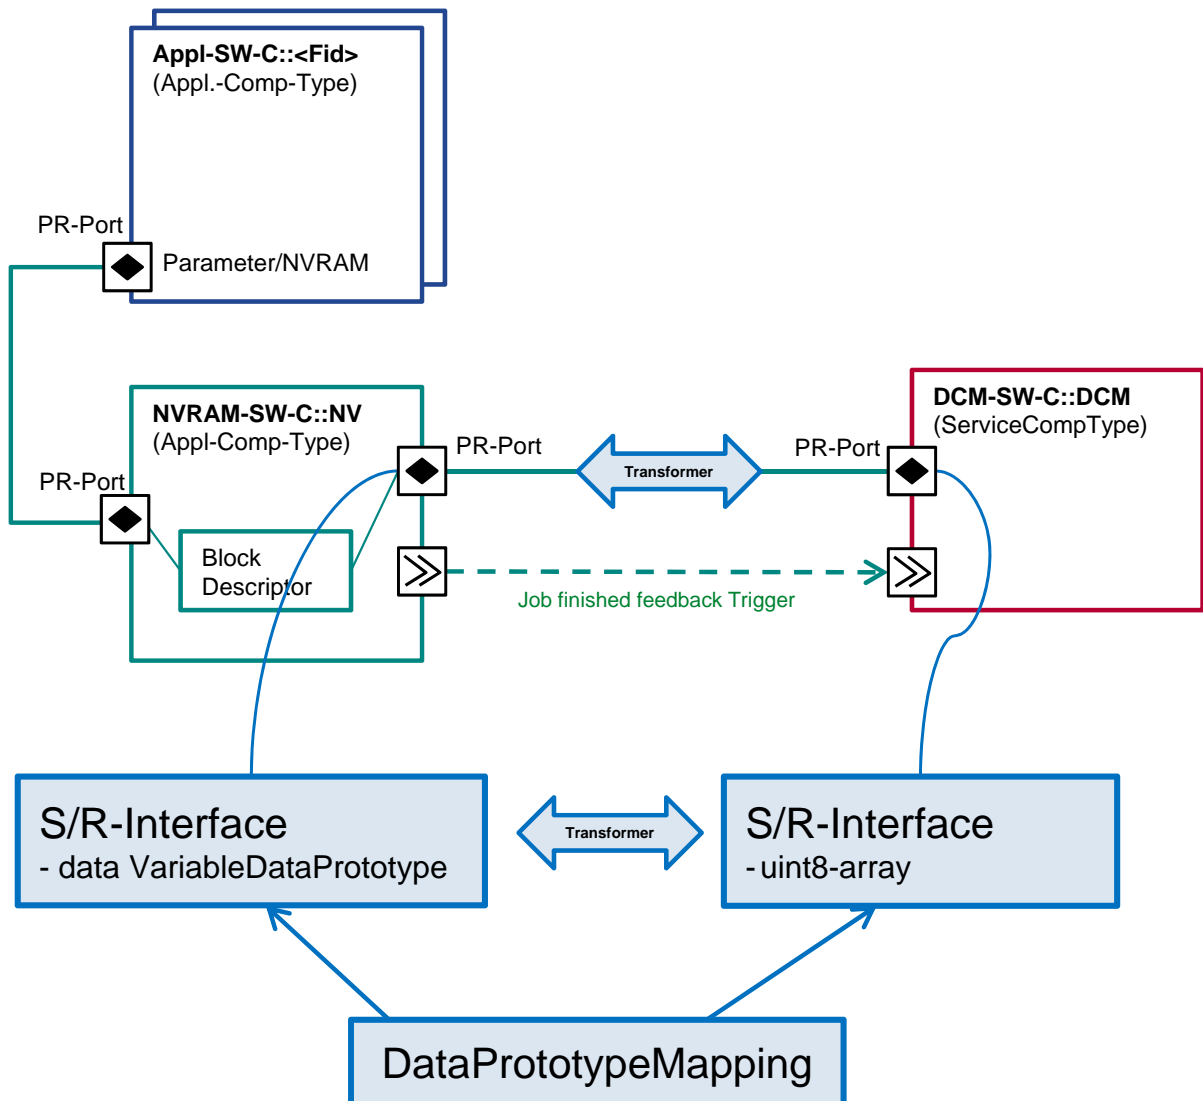 Appl-SW-C::<Fid>
(Appl.-Comp-Type)
PR-Port
Parameter/NVRAM
NVRAM-SW-C::NV
(Appl-Comp-Type)
DCM-SW-C::DCM
(ServiceCompType)
PR-Port
PR-Port
Transformer
PR-Port
Block
Descriptor
Job finished feedback Trigger
S/R-Interface
- data VariableDataPrototype
Transformer
S/R-Interface
- uint8-array
DataPrototypeMapping